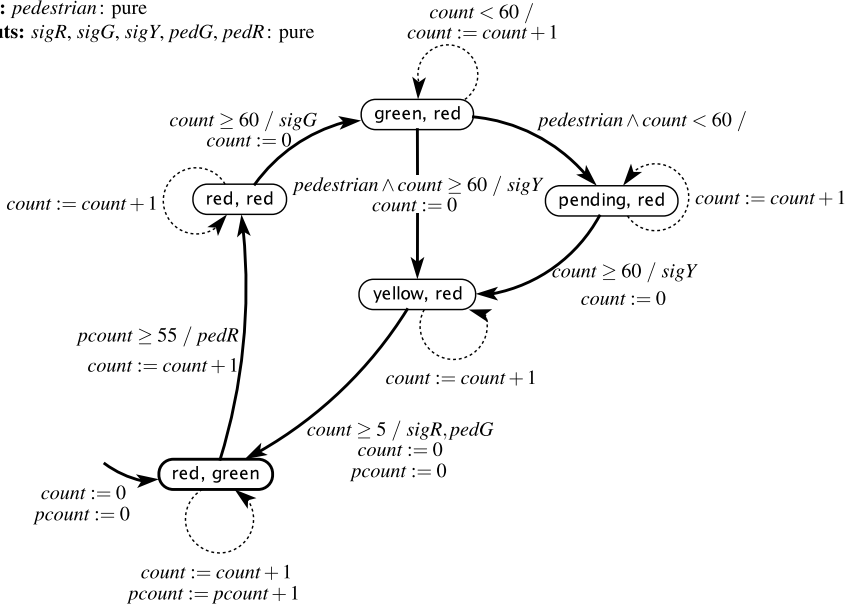 : pedestrian: pure
uts: sigR, sigG, sigY, pedG, pedR: pure
count < 60 /
count := count + 1
green, red
count ≥ 60 / sigG
count := 0
pedestrian ∧ count < 60 /
red, red
count := count + 1
pedestrian ∧ count ≥ 60 / sigY
count := 0
pending, red
count := count + 1
yellow, red
count ≥ 60 / sigY
count := 0
pcount ≥ 55 / pedR
count := count + 1
count := count + 1
count ≥ 5 / sigR, pedG
count := 0
pcount := 0
red, green
count := 0
pcount := 0
count := count + 1
pcount := pcount + 1